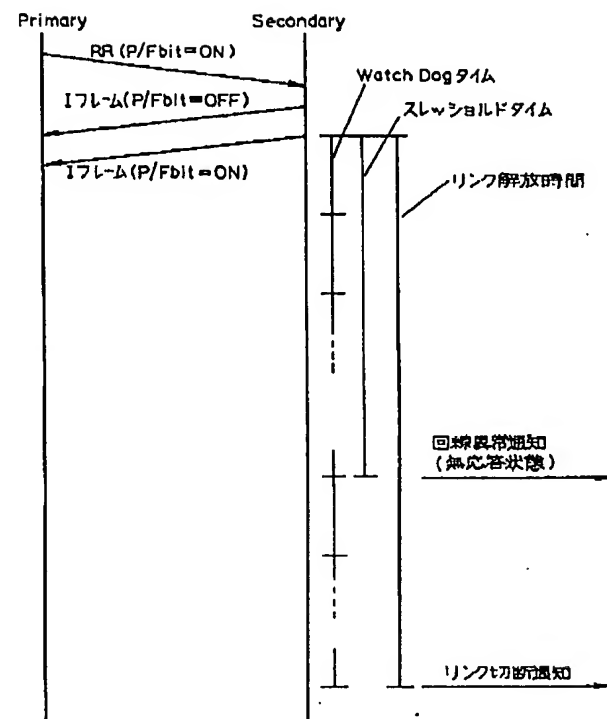 Primary
Secondary
RR (P/Fbit=ON)
Iフレーム(P/Fbit=OFF)
Iフレーム(P/Fbit=ON)
Watch Dogタイム
スレッショルドタイム
リンク解放時間
回線異常通知
(無応答状態)
リンク切断通知